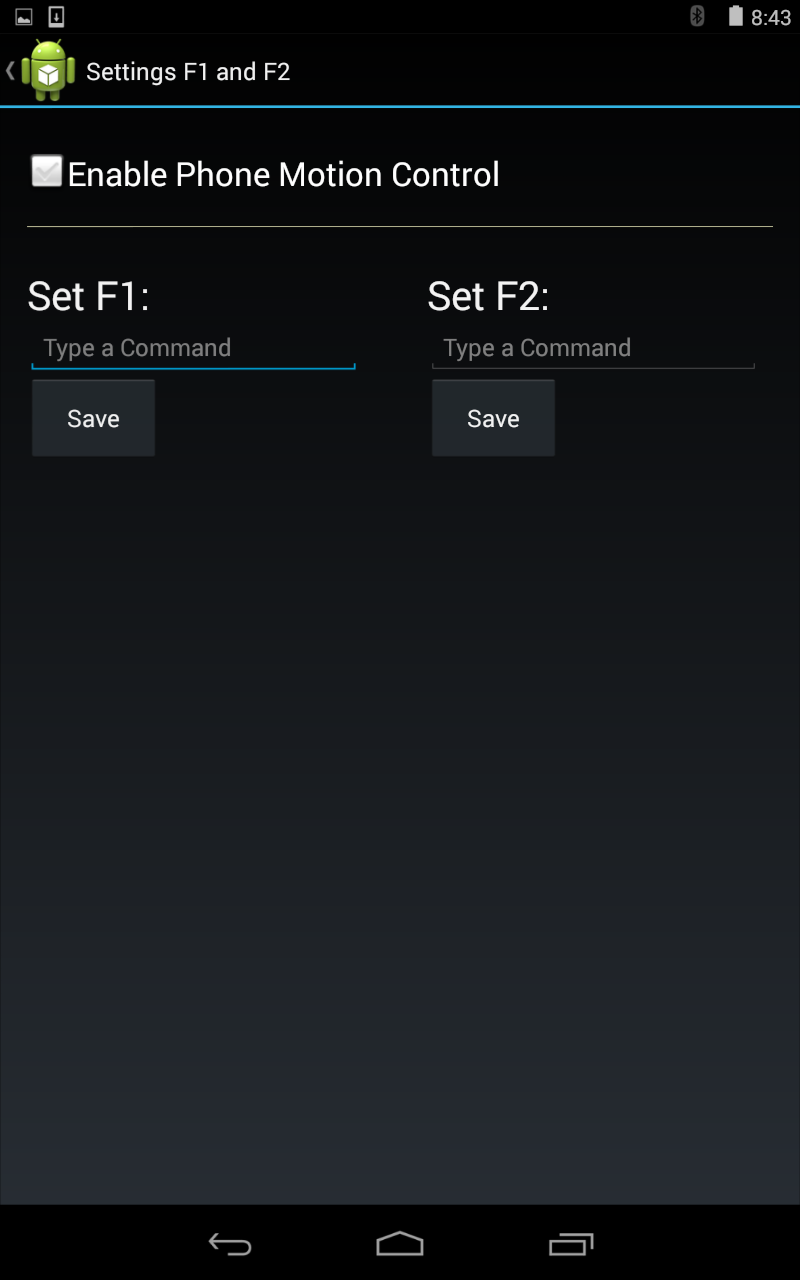 8:43
Settings F1 and F2
Enable Phone Motion Control
Set F1:
Set F2:
Type a Command
Type a Command
Save
Save